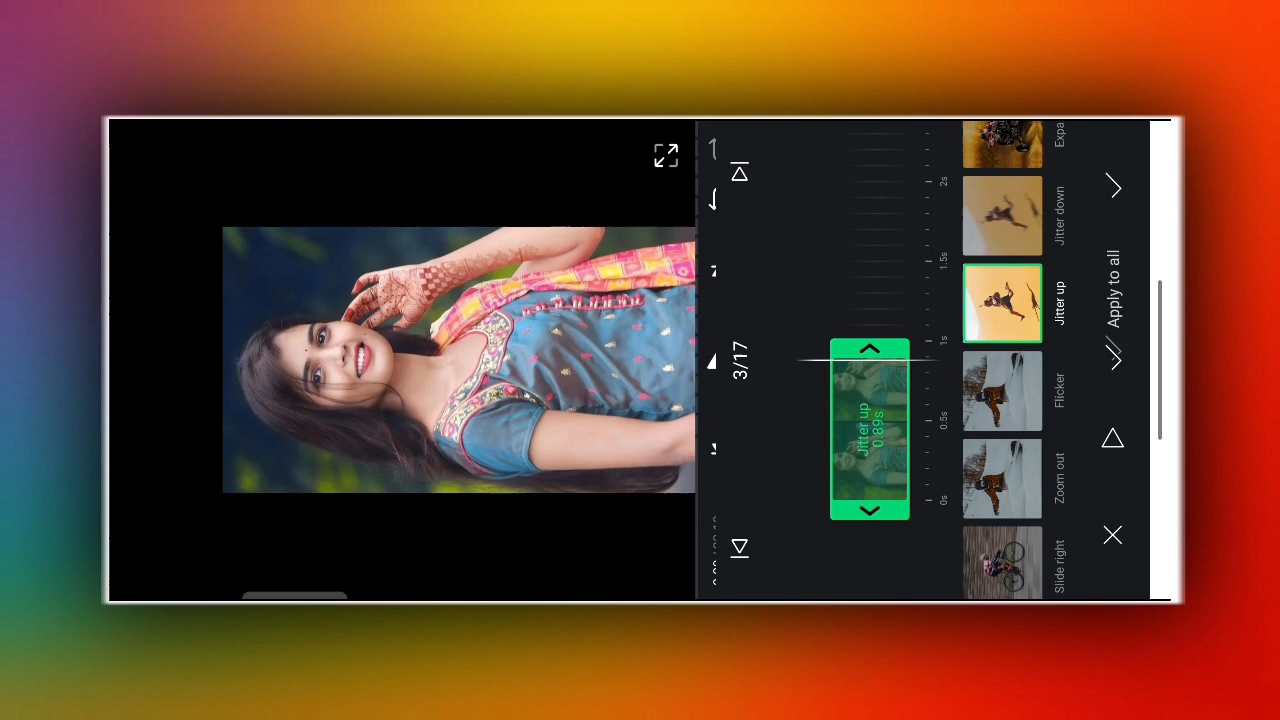 3/17
2s
1.5s
1s
0.5s
0s
Jitter up
0.89s
Slide right
Zoom out
Flicker
Jitter up
Jitter down
Expa
Apply to all